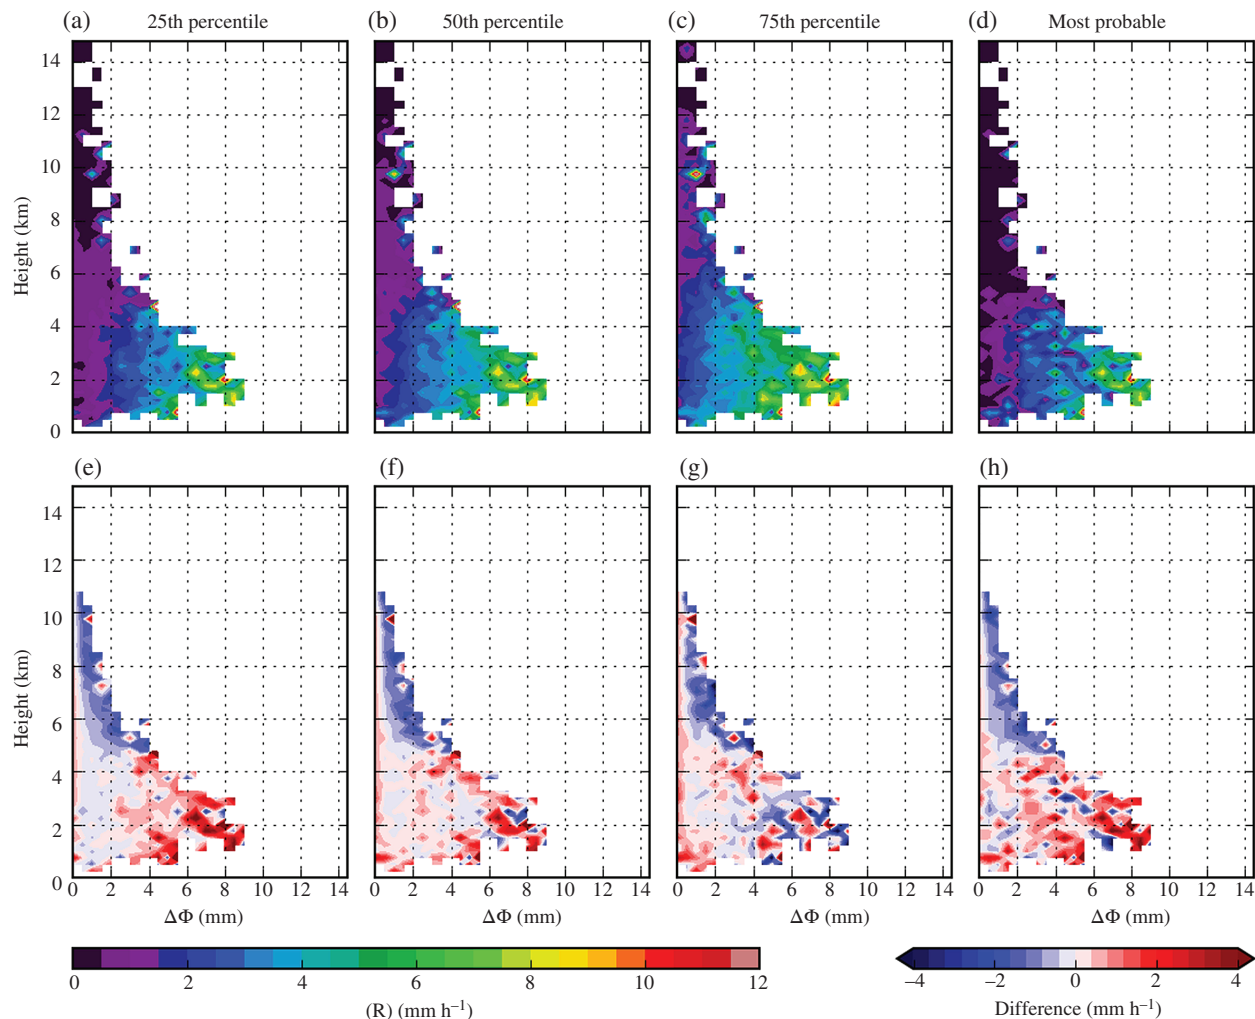 (a) 25th percentile (b) 50th percentile (c) 75th percentile (d) Most probable
14
12
10
8
6
4
2
0
Height (km)
(e) (f) (g) (h)
14
12
10
8
6
4
2
0
Height (km)
0 2 4 6 8 10 12 14 0 2 4 6 8 10 12 14 0 2 4 6 8 10 12 14 0 2 4 6 8 10 12 14
ΔΦ (mm) ΔΦ (mm) ΔΦ (mm) ΔΦ (mm)
0 2 4 6 8 10 12
(R) (mm h⁻¹)
−4 −2 0 2 4
Difference (mm h⁻¹)